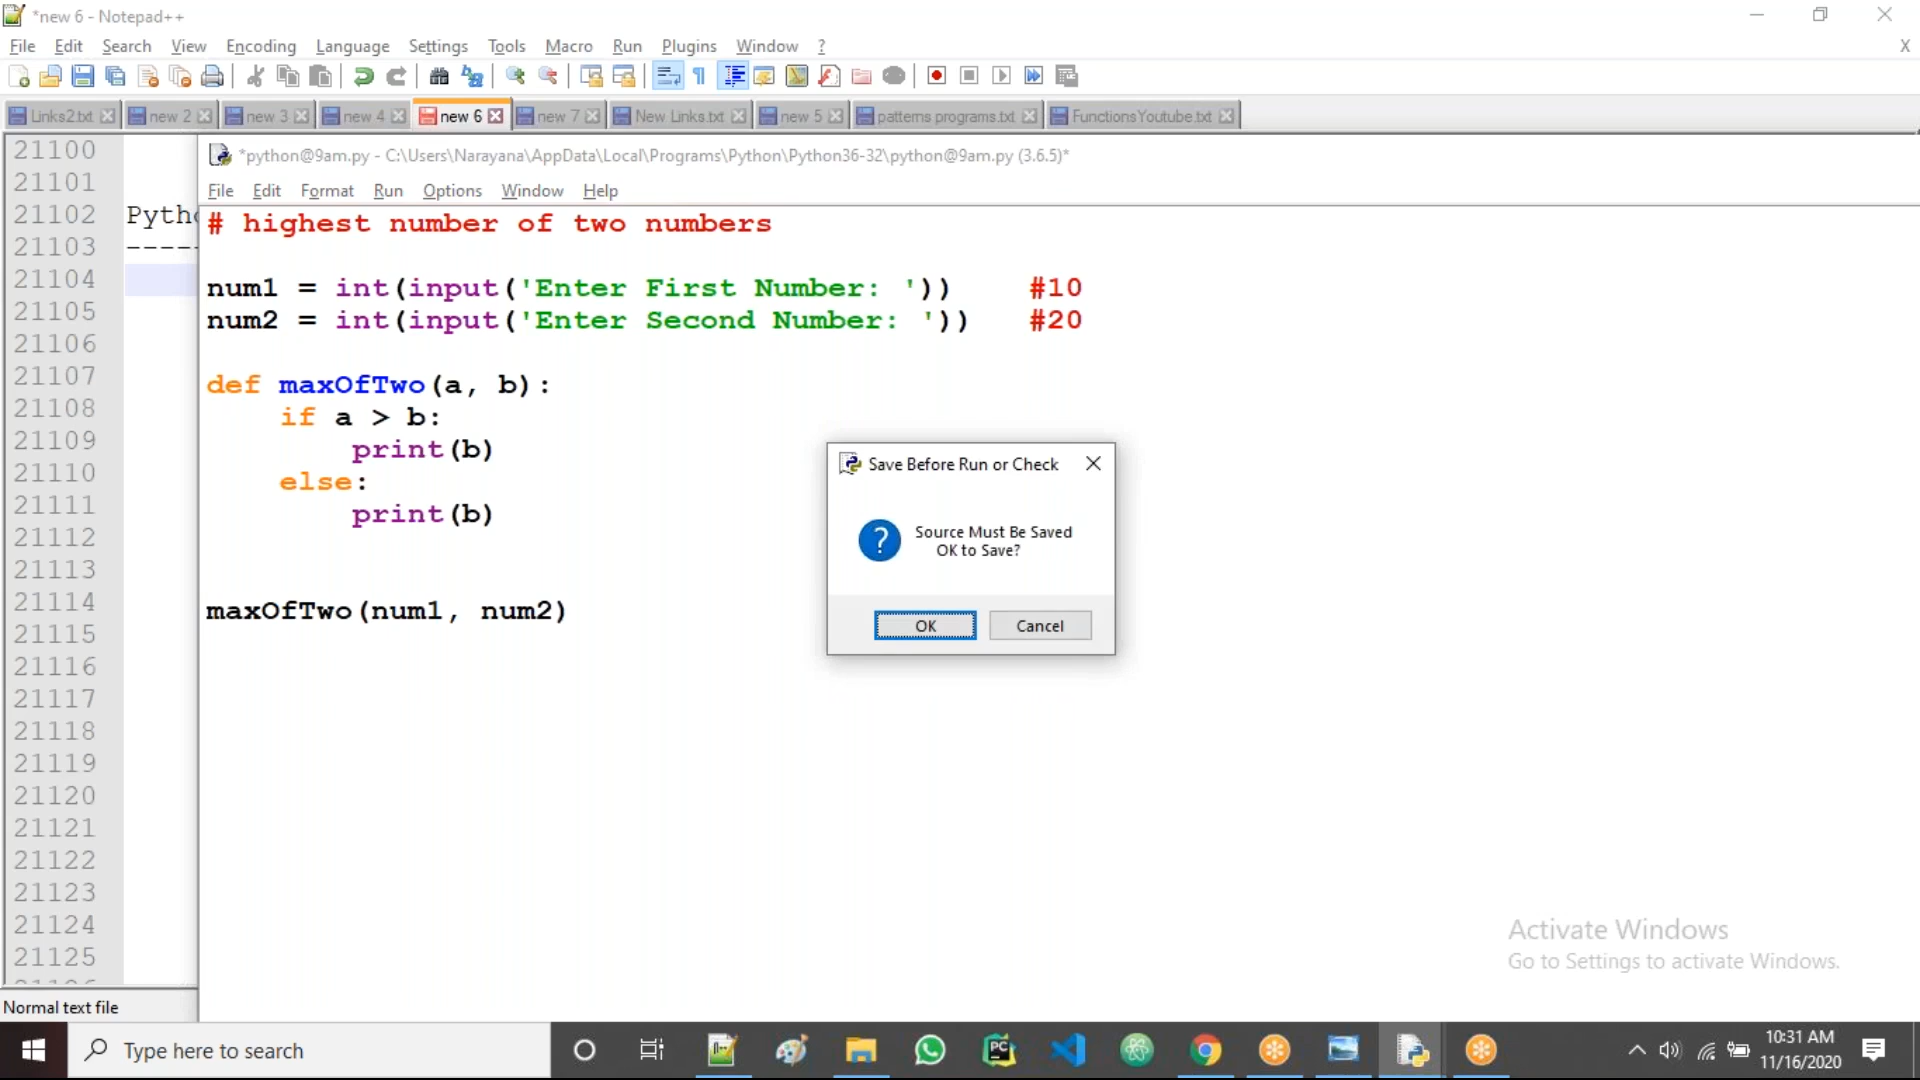 *new 6 - Notepad++
File Edit Search View Encoding Language Settings Tools Macro Run Plugins Window ?
X
Links2.txt new 2 new 3 new 4 new 6 new 7 New Links.txt new 5 patterns programs.txt FunctionsYoutube.txt
21100
21101
21102 Pytho
21103 -----
21104
21105
21106
21107
21108
21109
21110
21111
21112
21113
21114
21115
21116
21117
21118
21119
21120
21121
21122
21123
21124
21125
*python@9am.py - C:\Users\Narayana\AppData\Local\Programs\Python\Python36-32\python@9am.py (3.6.5)*
File Edit Format Run Options Window Help
# highest number of two numbers
num1 = int(input('Enter First Number: ')) #10
num2 = int(input('Enter Second Number: ')) #20
def maxOfTwo(a, b):
if a > b:
print(b)
else:
print(b)
maxOfTwo(num1, num2)
Save Before Run or Check
Source Must Be Saved
OK to Save?
OK Cancel
Activate Windows
Go to Settings to activate Windows.
Normal text file
Type here to search
10:31 AM
11/16/2020